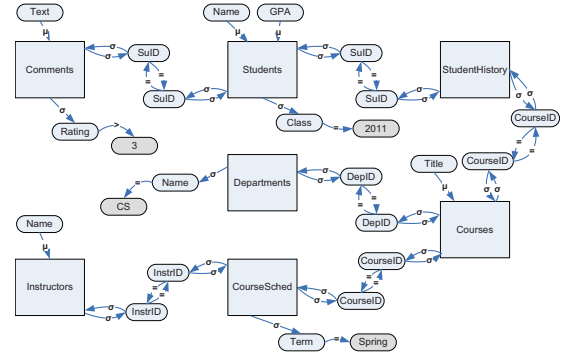 Text
Name
GPA
μ
μ
μ
σ
σ
SuID
=
=
SuID
σ
σ
σ
σ
SuID
=
=
SuID
σ
σ
Comments
Students
StudentHistory
σ
Rating
>
3
σ
Class
=
2011
σ
σ
CourseID
=
=
CourseID
σ
σ
Title
μ
Departments
σ
Name
=
CS
σ
σ
DepID
=
=
DepID
σ
σ
Courses
Name
μ
Instructors
σ
σ
InstrID
=
=
InstrID
σ
σ
CourseSched
σ
σ
CourseID
=
=
CourseID
σ
σ
σ
Term
=
Spring